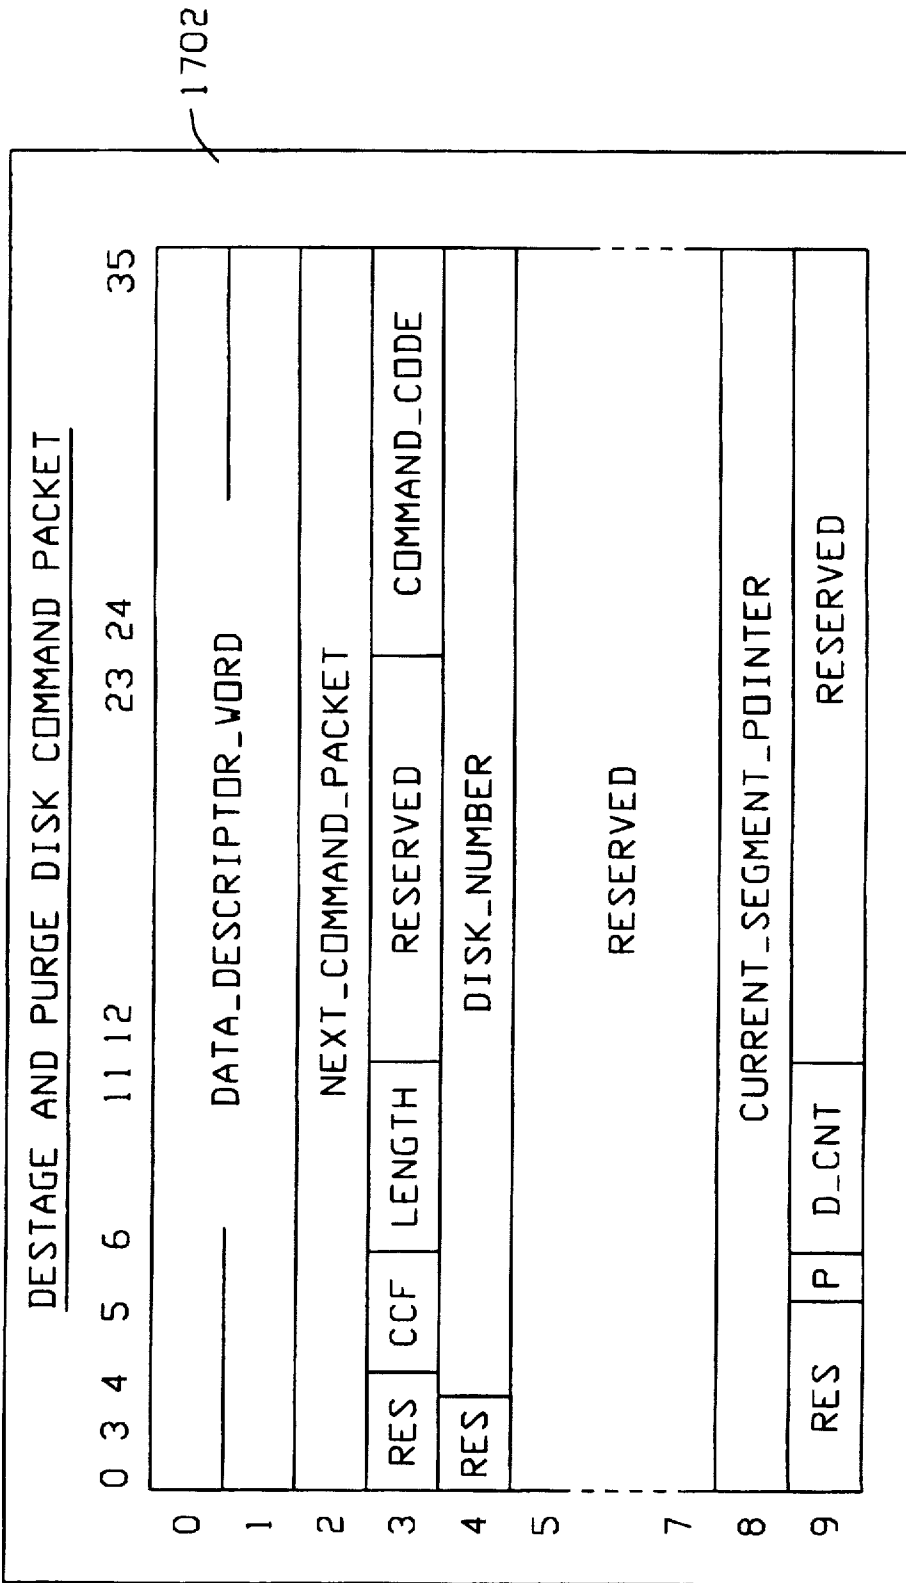 DESTAGE AND PURGE DISK COMMAND PACKET
1702
0 3 4 5 6 11 12 23 24 35
0
DATA_DESCRIPTOR_WORD
1
2 NEXT_COMMAND_PACKET
3 RES CCF LENGTH RESERVED COMMAND_CODE
4 RES DISK_NUMBER
5
RESERVED
7
8 CURRENT_SEGMENT_POINTER
9 RES P D_CNT RESERVED